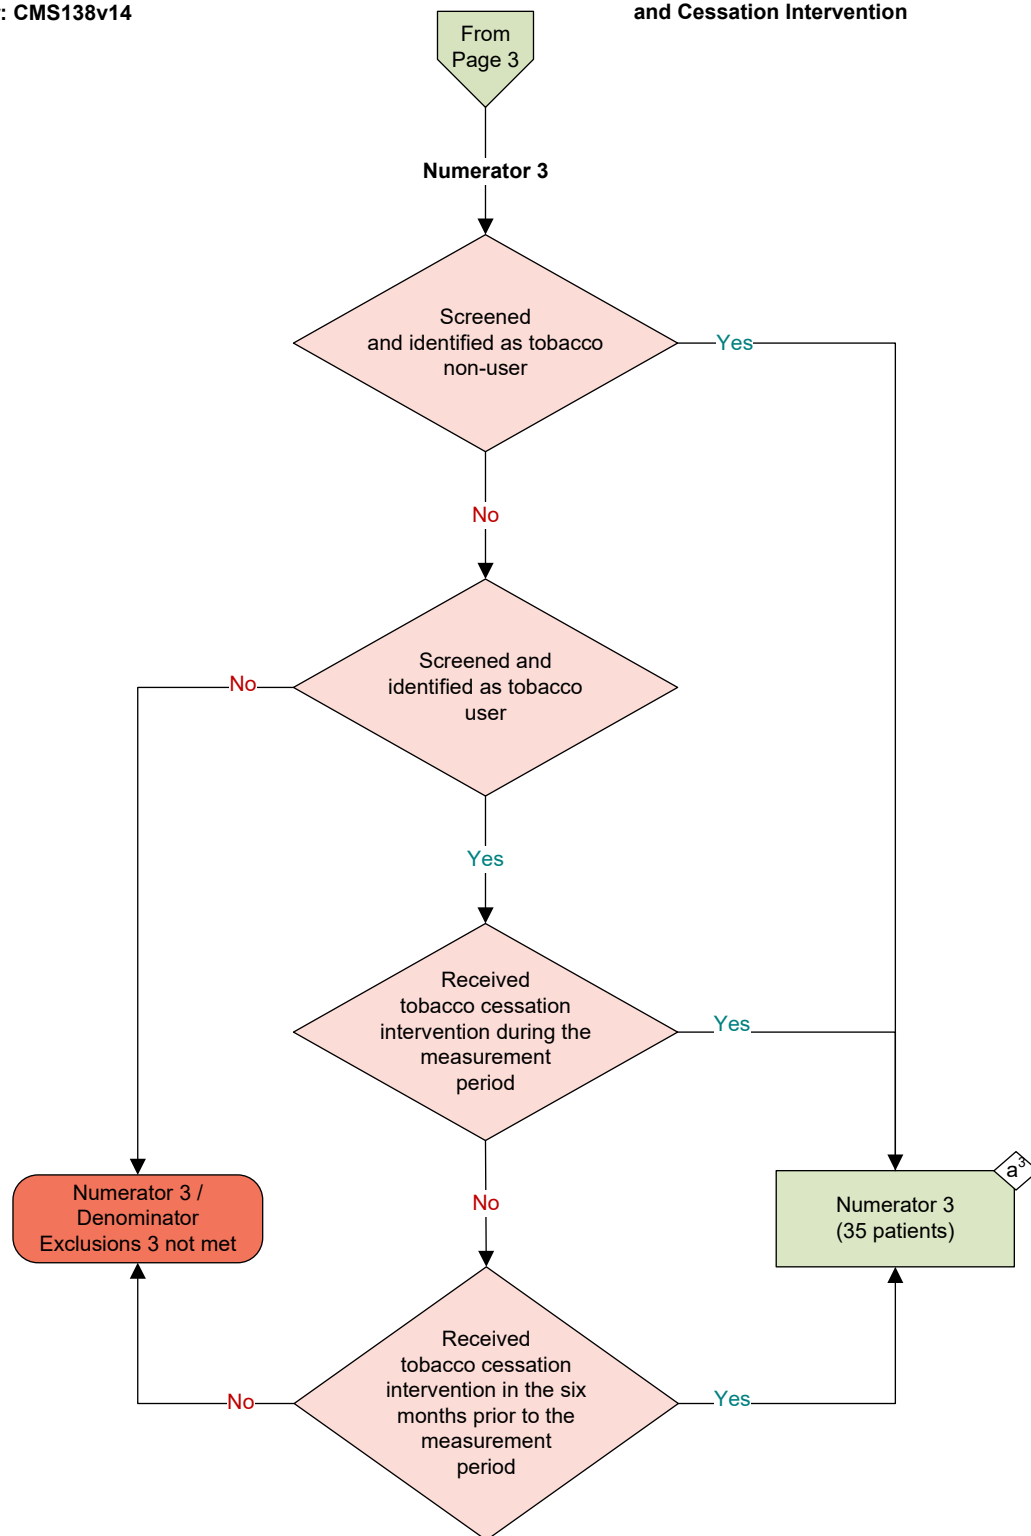 : CMS138v14
and Cessation Intervention
From
Page 3
Numerator 3
Screened
and identified as tobacco
non-user
Yes
No
Screened and
identified as tobacco
user
No
Yes
Received
tobacco cessation
intervention during the
measurement
period
Yes
No
Numerator 3 /
Denominator
Exclusions 3 not met
Numerator 3
(35 patients)
a³
Received
tobacco cessation
intervention in the six
months prior to the
measurement
period
No
Yes